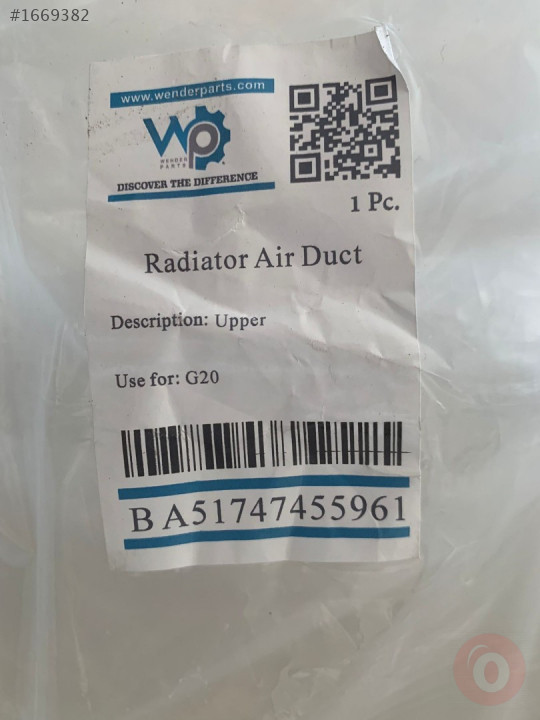 #1669382
www.wenderparts.com
WP
WENDER
PARTS
DISCOVER THE DIFFERENCE
1 Pc.
Radiator Air Duct
Description: Upper
Use for: G20
BA51747455961